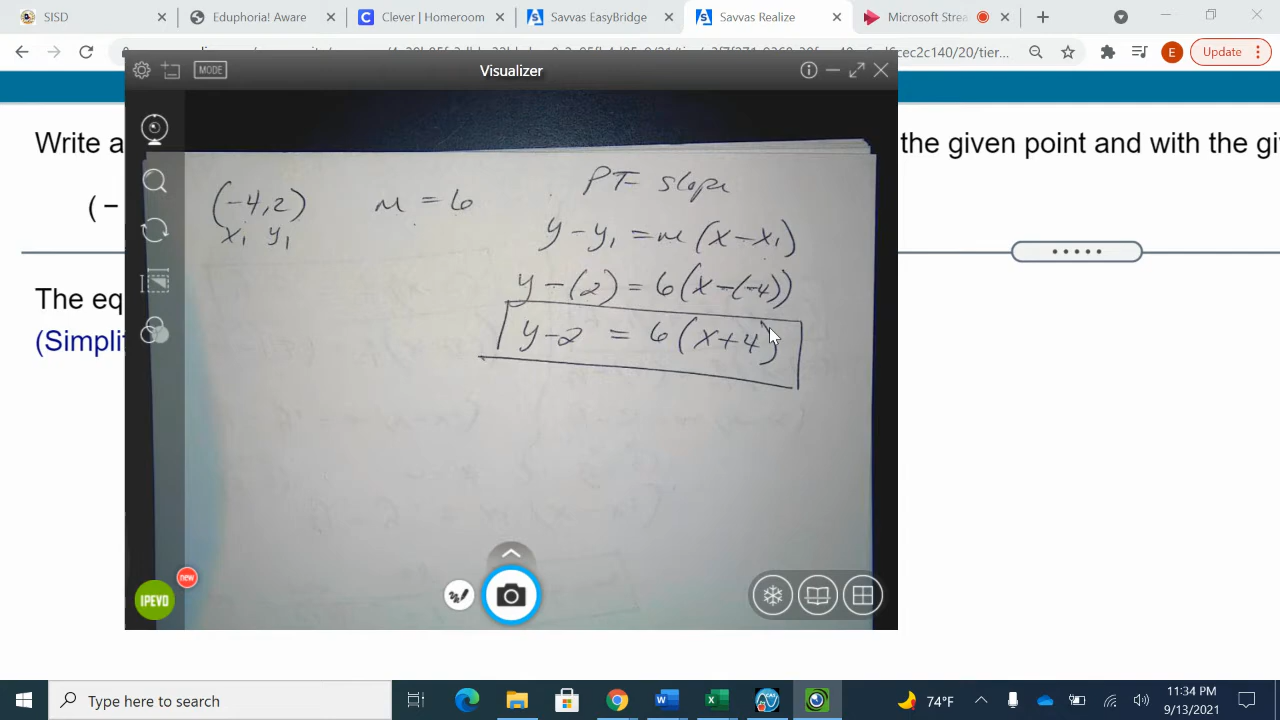 SISD
Eduphoria! Aware
Clever | Homeroom
Savvas EasyBridge
Savvas Realize
Microsoft Strea
Update
Visualizer
MODE
Write a
the given point and with the gi
(−
(-4,2) m = 6
x₁ y₁
PT slope
y-y₁ = m(x-x₁)
y-(2) = 6(x-(-4))
y-2 = 6(x+4)
The eq
(Simplif
new
IPEVO
Type here to search
74°F
11:34 PM
9/13/2021